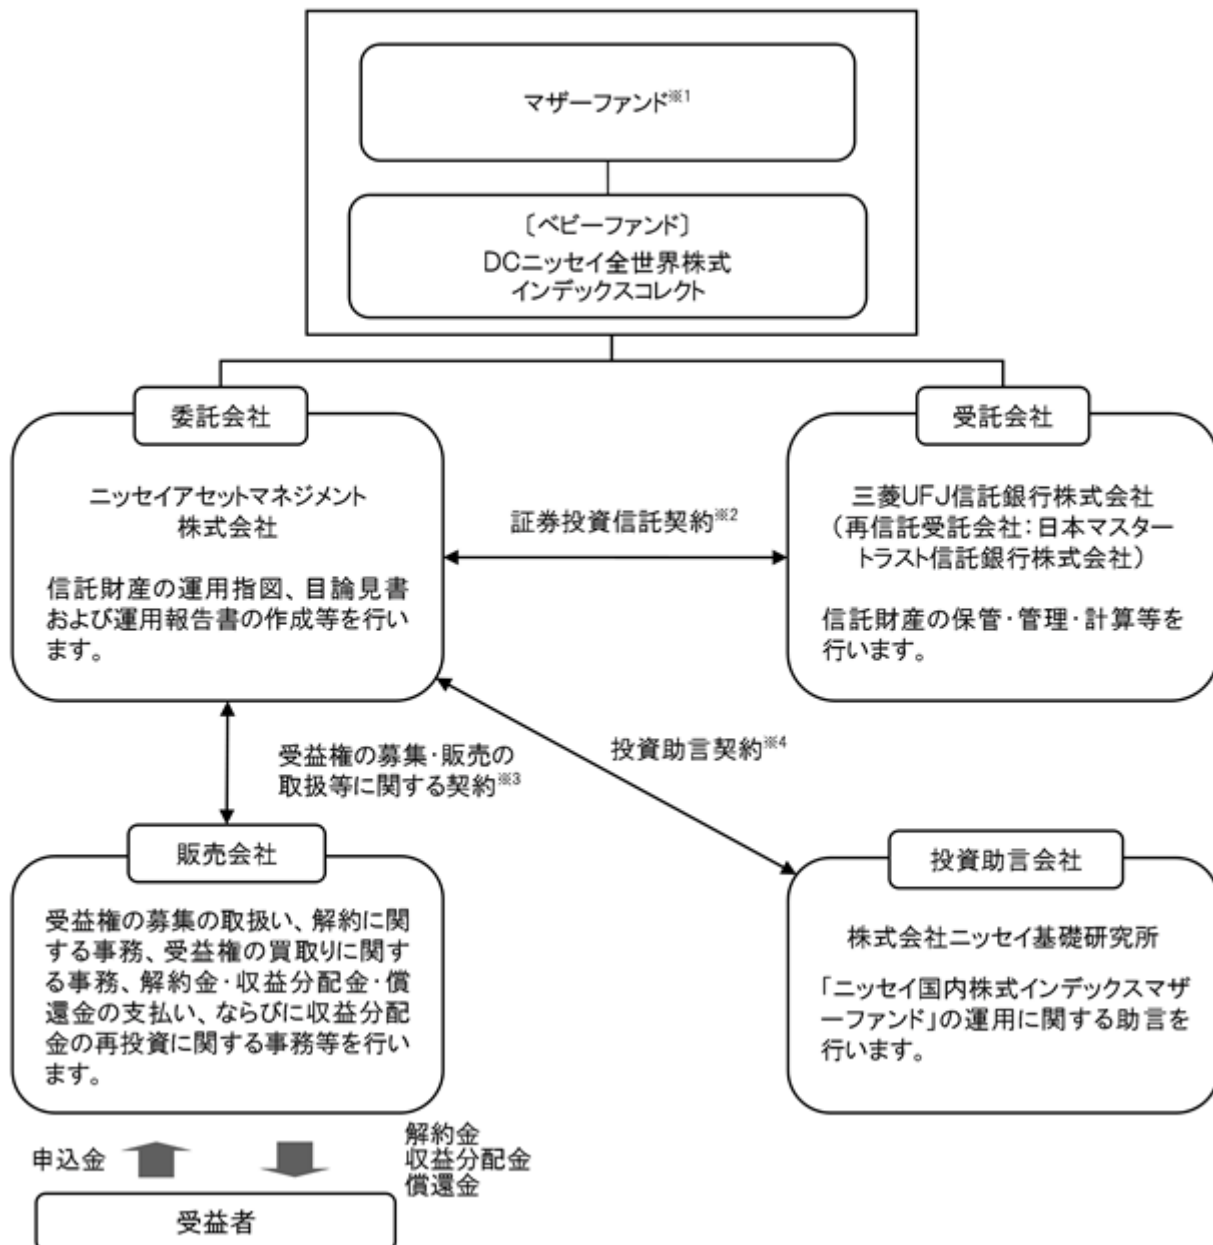 マザーファンド※1
〔ベビーファンド〕
DCニッセイ全世界株式
インデックスコレクト
委託会社
ニッセイアセットマネジメント
株式会社
信託財産の運用指図、目論見書
および運用報告書の作成等を行い
ます。
証券投資信託契約※2
受託会社
三菱UFJ信託銀行株式会社
（再信託受託会社：日本マスター
トラスト信託銀行株式会社）
信託財産の保管・管理・計算等を
行います。
受益権の募集・販売の
取扱等に関する契約※3
投資助言契約※4
販売会社
受益権の募集の取扱い、解約に関
する事務、受益権の買取りに関す
る事務、解約金・収益分配金・償
還金の支払い、ならびに収益分配
金の再投資に関する事務等を行い
ます。
投資助言会社
株式会社ニッセイ基礎研究所
「ニッセイ国内株式インデックスマザ
ーファンド」の運用に関する助言を
行います。
申込金
解約金
収益分配金
償還金
受益者